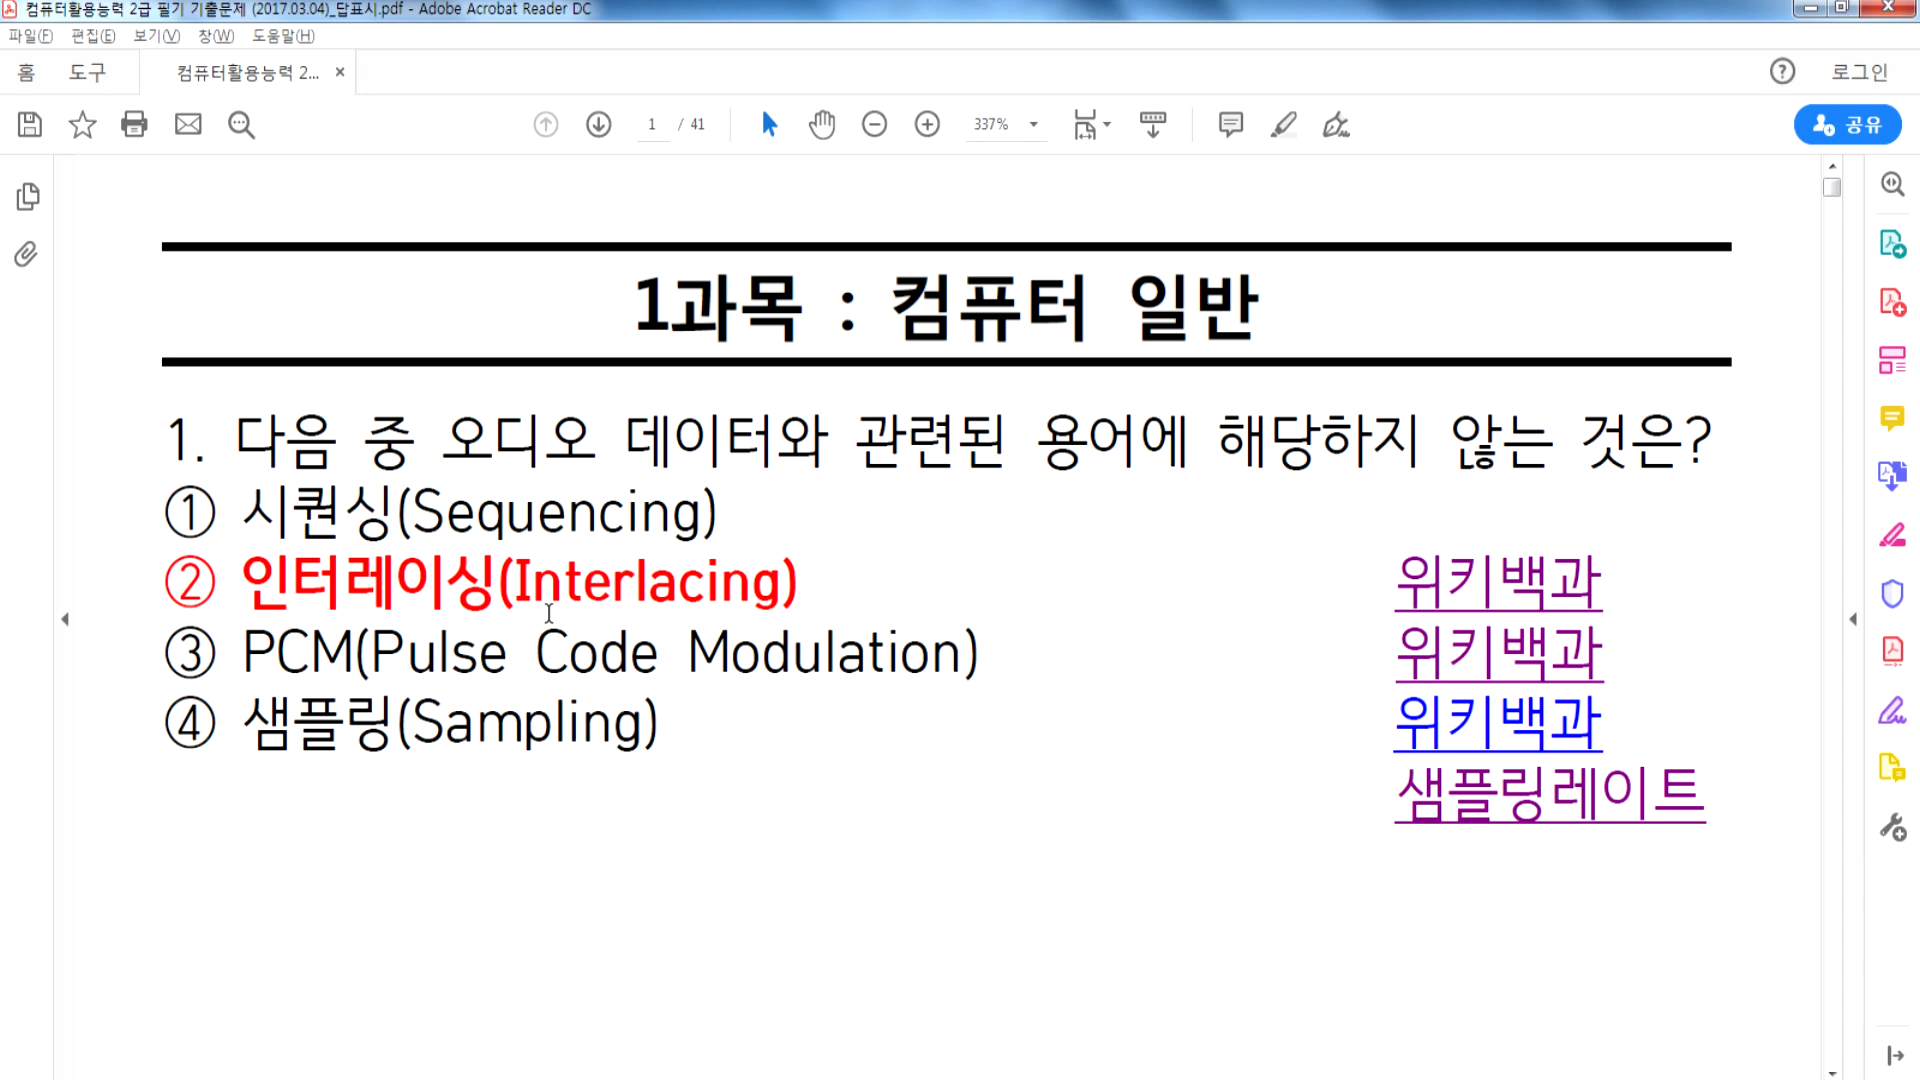 컴퓨터활용능력 2급 필기 기출문제 (2017.03.04)_답표시.pdf - Adobe Acrobat Reader DC
파일(F) 편집(E) 보기(V) 창(W) 도움말(H)
홈 도구 컴퓨터활용능력 2... × 로그인
1 / 41 337% 공유
1과목 : 컴퓨터 일반
1. 다음 중 오디오 데이터와 관련된 용어에 해당하지 않는 것은?
① 시퀀싱(Sequencing)
② 인터레이싱(Interlacing) 위키백과
③ PCM(Pulse Code Modulation) 위키백과
④ 샘플링(Sampling) 위키백과
샘플링레이트